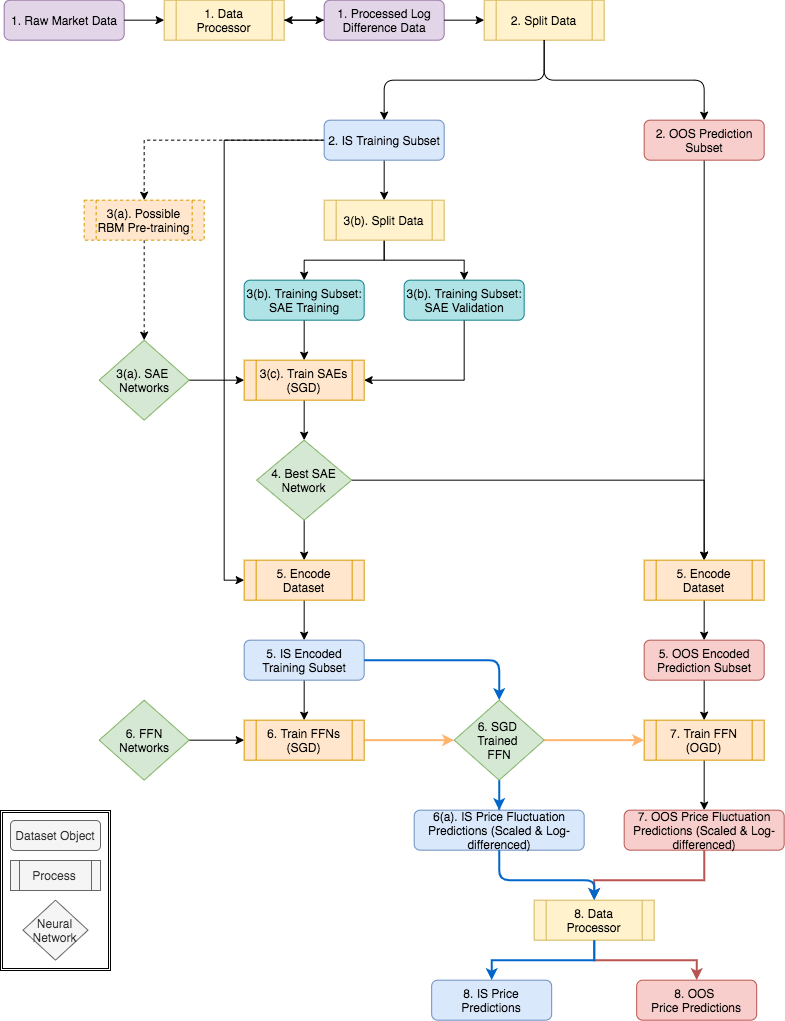 1. Raw Market Data
1. Data
Processor
1. Processed Log
Difference Data
2. Split Data
2. IS Training Subset
2. OOS Prediction
Subset
3(a). Possible
RBM Pre-training
3(b). Split Data
3(b). Training Subset:
SAE Training
3(b). Training Subset:
SAE Validation
3(a). SAE
Networks
3(c). Train SAEs
(SGD)
4. Best SAE
Network
5. Encode
Dataset
5. Encode
Dataset
5. IS Encoded
Training Subset
5. OOS Encoded
Prediction Subset
6. FFN
Networks
6. Train FFNs
(SGD)
6. SGD
Trained
FFN
7. Train FFN
(OGD)
6(a). IS Price Fluctuation
Predictions (Scaled & Log-
differenced)
7. OOS Price Fluctuation
Predictions (Scaled & Log-
differenced)
Dataset Object
Process
Neural
Network
8. Data
Processor
8. IS Price
Predictions
8. OOS
Price Predictions